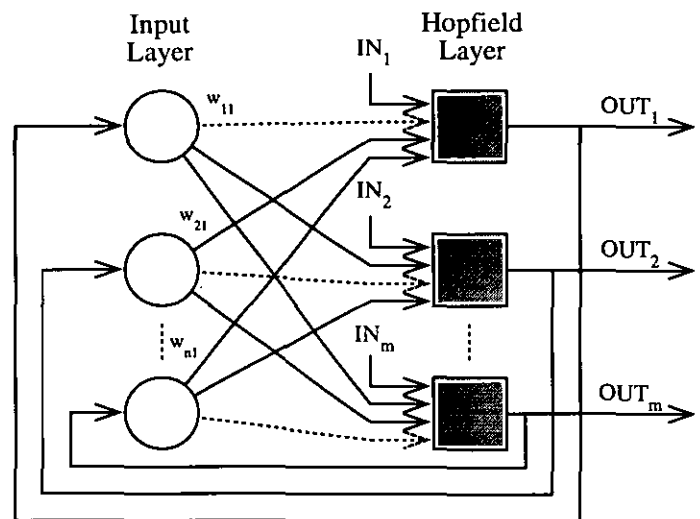 Input
Layer
Hopfield
Layer
IN₁
w₁₁
OUT₁
IN₂
w₂₁
OUT₂
INₘ
wₙ₁
OUTₘ